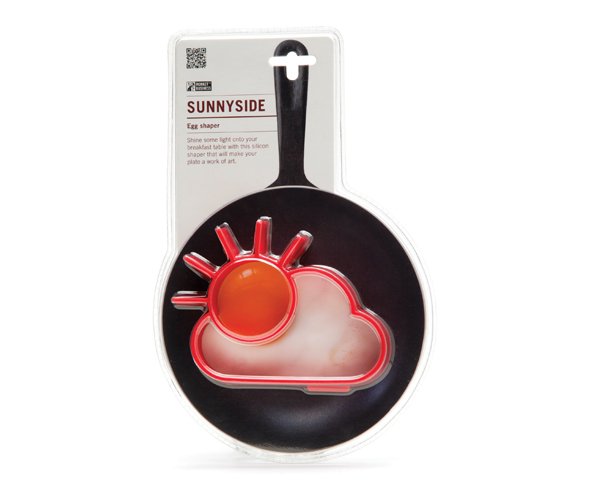 MONKEY
BUSINESS
SUNNYSIDE
Egg shaper
Shine some light onto your
breakfast table with this silicon
shaper that will make your
plate a work of art.